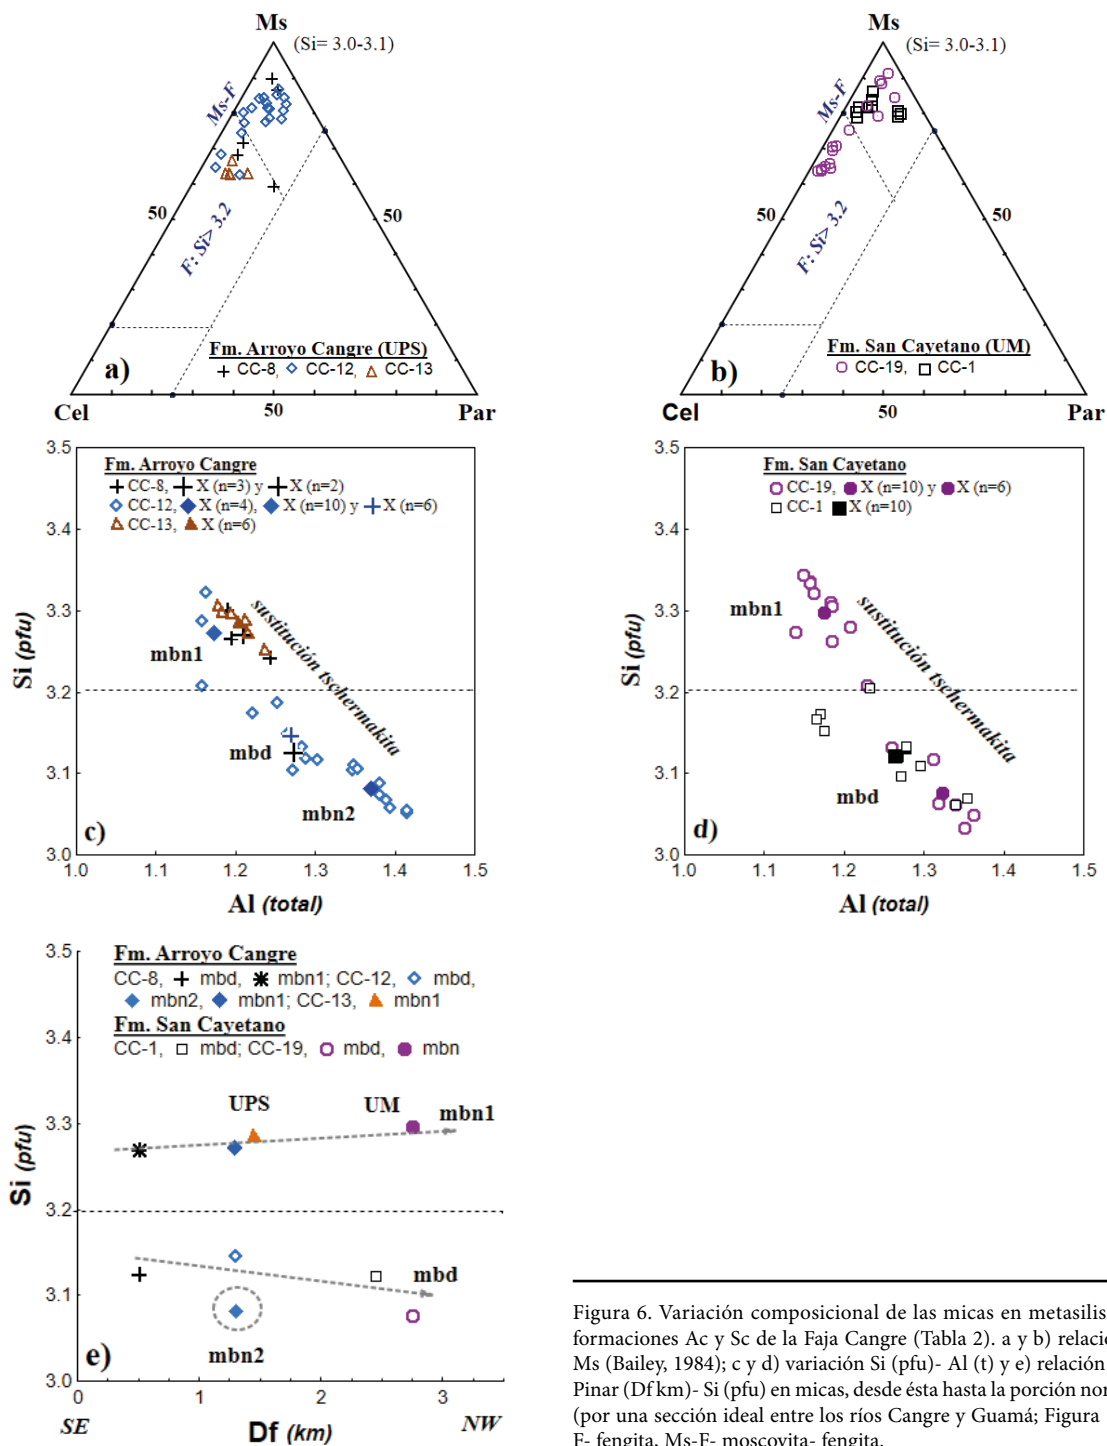 Ms
(Si= 3.0-3.1)
Ms-F
50
50
F: Si> 3.2
Fm. Arroyo Cangre (UPS)
CC-8, CC-12, CC-13
a)
Cel
50
Par
Ms
(Si= 3.0-3.1)
Ms-F
50
50
F: Si> 3.2
Fm. San Cayetano (UM)
CC-19, CC-1
b)
Cel
50
Par
3.5
3.4
3.3
3.2
3.1
3.0
Si (pfu)
Fm. Arroyo Cangre
CC-8, X (n=3) y X (n=2)
CC-12, X (n=4), X (n=10) y X (n=6)
CC-13, X (n=6)
sustitución tschermakita
mbn1
mbd
mbn2
c)
1.0 1.1 1.2 1.3 1.4 1.5
Al (total)
3.5
3.4
3.3
3.2
3.1
3.0
Si (pfu)
Fm. San Cayetano
CC-19, X (n=10) y X (n=6)
CC-1 X (n=10)
sustitución tschermakita
mbn1
mbd
d)
1.0 1.1 1.2 1.3 1.4 1.5
Al (total)
3.5
3.4
3.3
3.2
3.1
3.0
Si (pfu)
Fm. Arroyo Cangre
CC-8, mbd, mbn1; CC-12, mbd,
mbn2, mbn1; CC-13, mbn1
Fm. San Cayetano
CC-1, mbd; CC-19, mbd, mbn
UPS
UM
mbn1
mbd
mbn2
e)
0 1 2 3
SE
Df (km)
NW
Figura 6. Variación composicional de las micas en metasilis
formaciones Ac y Sc de la Faja Cangre (Tabla 2). a y b) relació
Ms (Bailey, 1984); c y d) variación Si (pfu)- Al (t) y e) relación
Pinar (Df km)- Si (pfu) en micas, desde ésta hasta la porción nor
(por una sección ideal entre los ríos Cangre y Guamá; Figura
F- fengita, Ms-F- moscovita- fengita.